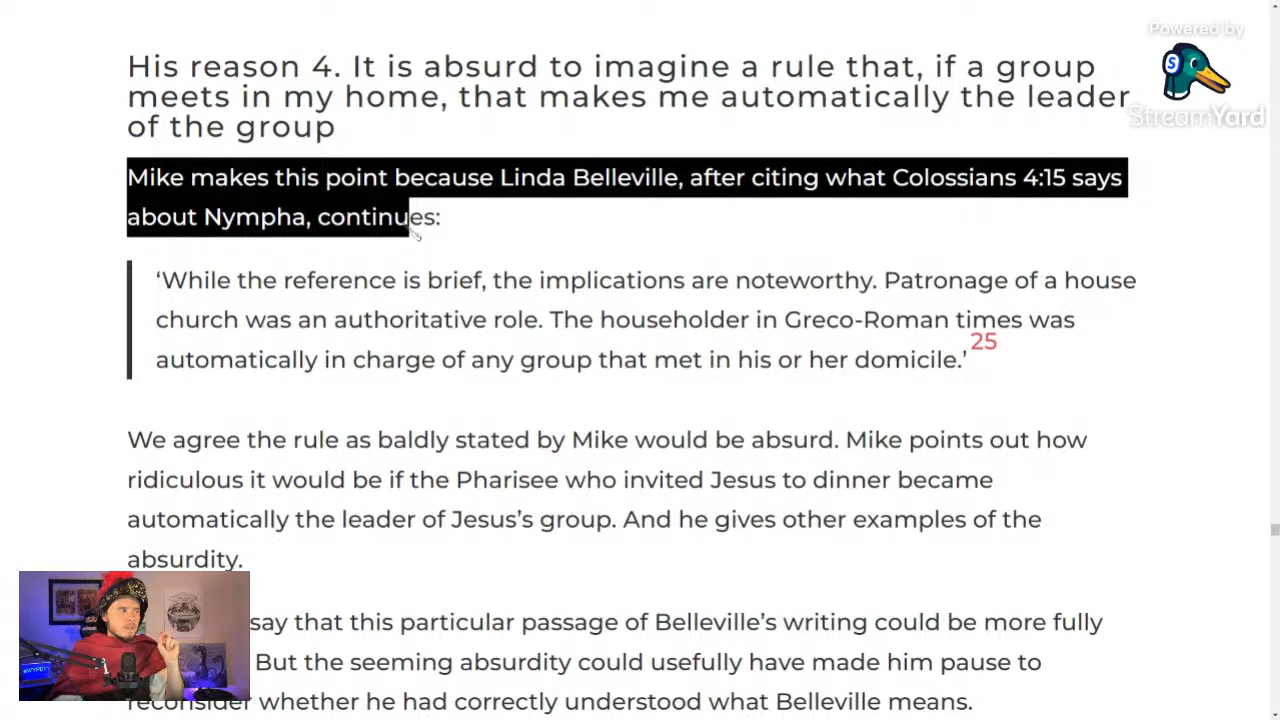 Powered by
StreamYard
His reason 4. It is absurd to imagine a rule that, if a group
meets in my home, that makes me automatically the leader
of the group
Mike makes this point because Linda Belleville, after citing what Colossians 4:15 says
about Nympha, continues:
‘While the reference is brief, the implications are noteworthy. Patronage of a house
church was an authoritative role. The householder in Greco-Roman times was
automatically in charge of any group that met in his or her domicile.’ 25
We agree the rule as baldly stated by Mike would be absurd. Mike points out how
ridiculous it would be if the Pharisee who invited Jesus to dinner became
automatically the leader of Jesus’s group. And he gives other examples of the
absurdity.
say that this particular passage of Belleville’s writing could be more fully
But the seeming absurdity could usefully have made him pause to
reconsider whether he had correctly understood what Belleville means.